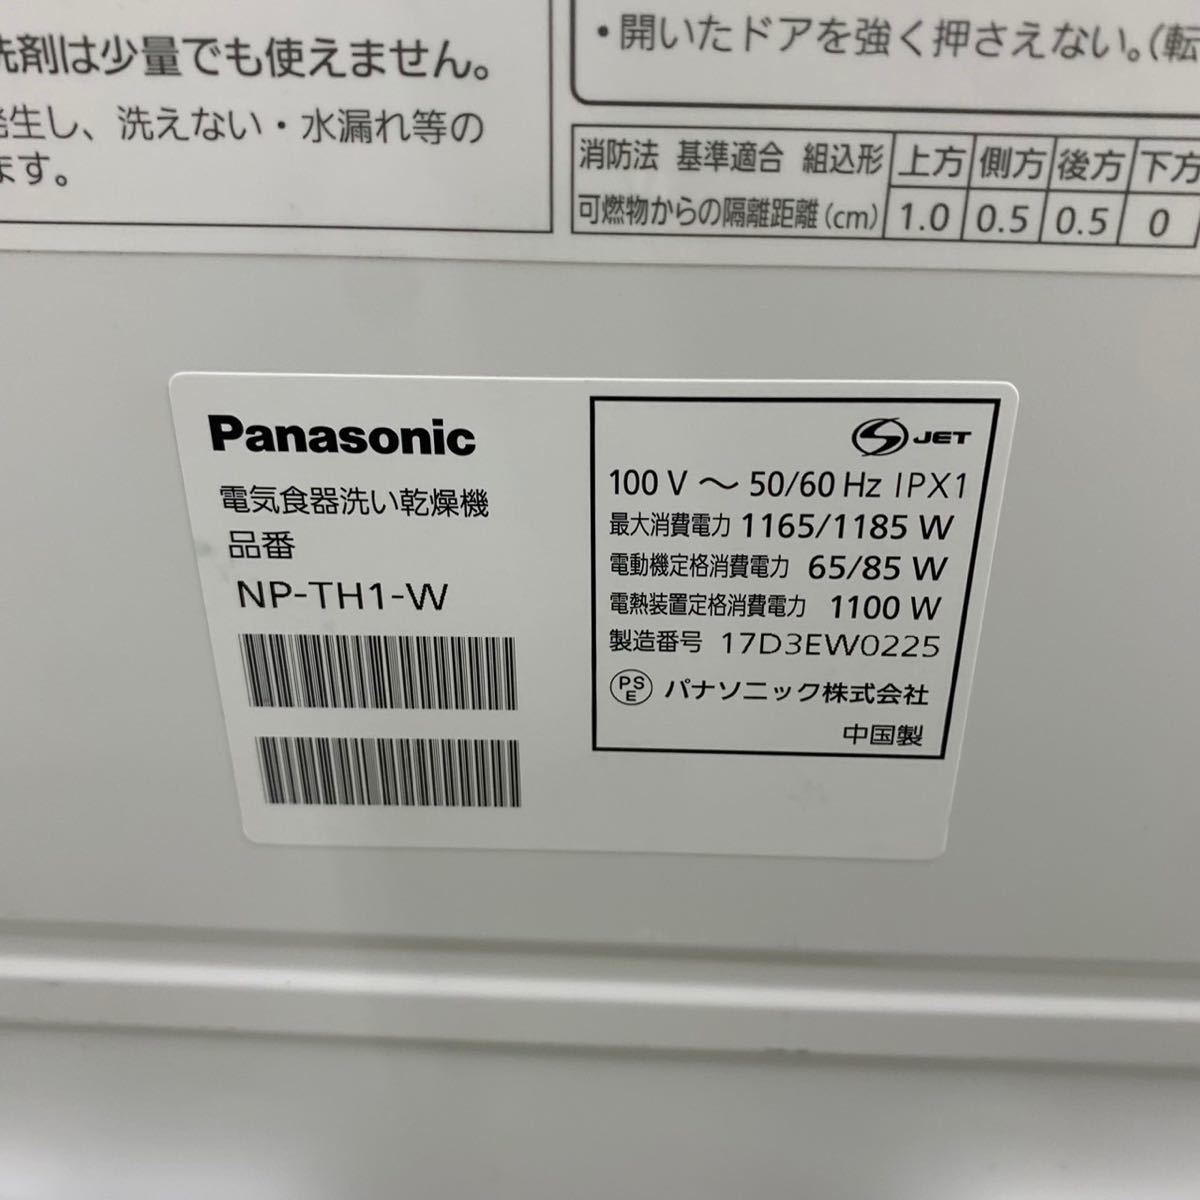 洗剤は少量でも使えません。
発生し、洗えない・水漏れ等の
ます。
・開いたドアを強く押さえない。(転
消防法 基準適合 組込形 上方 側方 後方 下方
可燃物からの隔離距離(cm) 1.0 0.5 0.5 0
Panasonic
電気食器洗い乾燥機
品番
NP-TH1-W
JET
100 V ～ 50/60 Hz IPX1
最大消費電力 1165/1185 W
電動機定格消費電力 65/85 W
電熱装置定格消費電力 1100 W
製造番号 17D3EW0225
PSE パナソニック株式会社
中国製